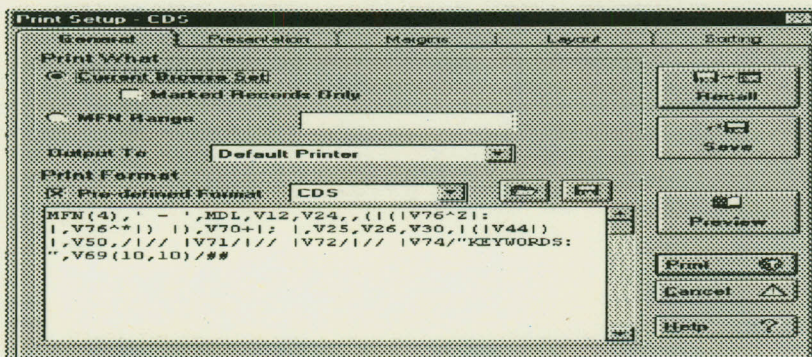 Print Setup - CDS
General Presentation Margins Layout Sorting
Print What
Current Browse Set
Marked Records Only
MFN Range
Output To Default Printer
Print Format
Pre-defined Format CDS
MFN(4),' - ',MDL,V12,V24,,(|(|V76^Z|:
|,V76^*|) |),V70+|; |,V25,V26,V30,|(|V44|)
|,V50,/|// |V71/|// |V72/|// |V74/"KEYWORDS:
",V69(10,10)/##
Recall
Save
Preview
Print
Cancel
Help